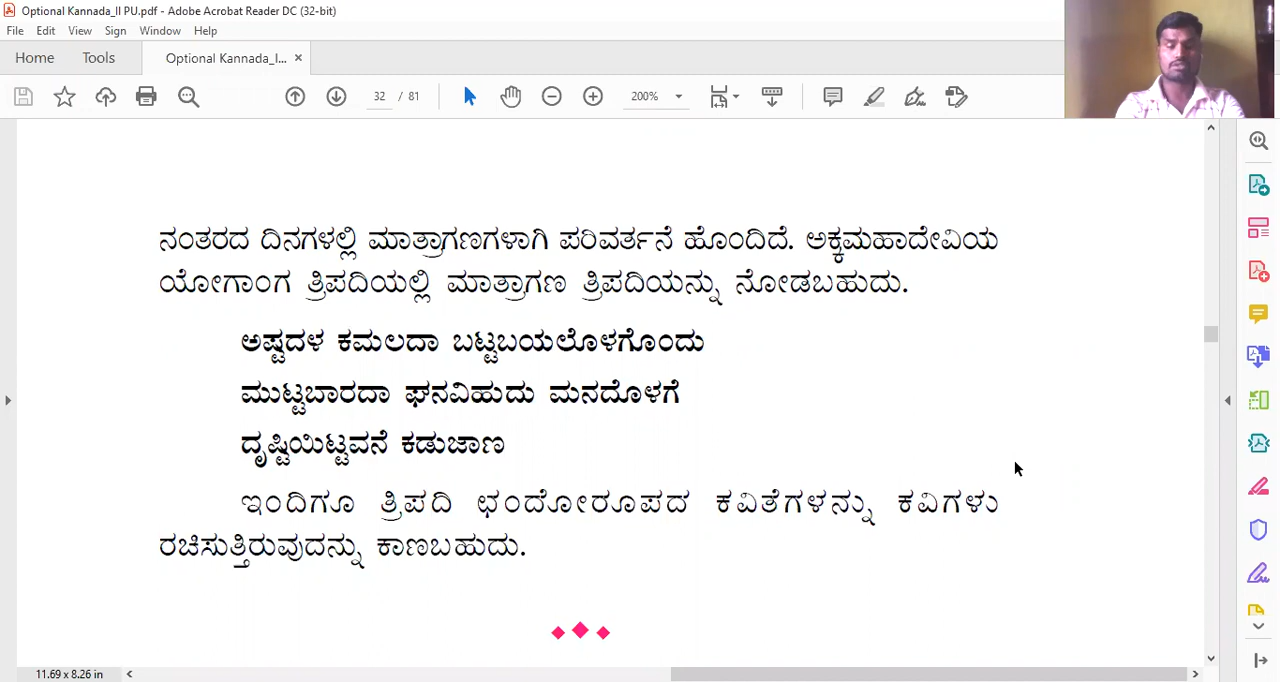 Optional Kannada_II PU.pdf - Adobe Acrobat Reader DC (32-bit)
File Edit View Sign Window Help
Home Tools Optional Kannada_I... ×
32 / 81 200%
ನಂತರದ ದಿನಗಳಲ್ಲಿ ಮಾತ್ರಾಗಣಗಳಾಗಿ ಪರಿವರ್ತನೆ ಹೊಂದಿದೆ. ಅಕ್ಕಮಹಾದೇವಿಯ
ಯೋಗಾಂಗ ತ್ರಿಪದಿಯಲ್ಲಿ ಮಾತ್ರಾಗಣ ತ್ರಿಪದಿಯನ್ನು ನೋಡಬಹುದು.
ಅಷ್ಟದಳ ಕಮಲದಾ ಬಟ್ಟಬಯಲೊಳಗೊಂದು
ಮುಟ್ಟಬಾರದಾ ಘನವಿಹುದು ಮನದೊಳಗೆ
ದೃಷ್ಟಿಯಿಟ್ಟವನೆ ಕಡುಜಾಣ
ಇಂದಿಗೂ ತ್ರಿಪದಿ ಛಂದೋರೂಪದ ಕವಿತೆಗಳನ್ನು ಕವಿಗಳು
ರಚಿಸುತ್ತಿರುವುದನ್ನು ಕಾಣಬಹುದು.
11.69 x 8.26 in